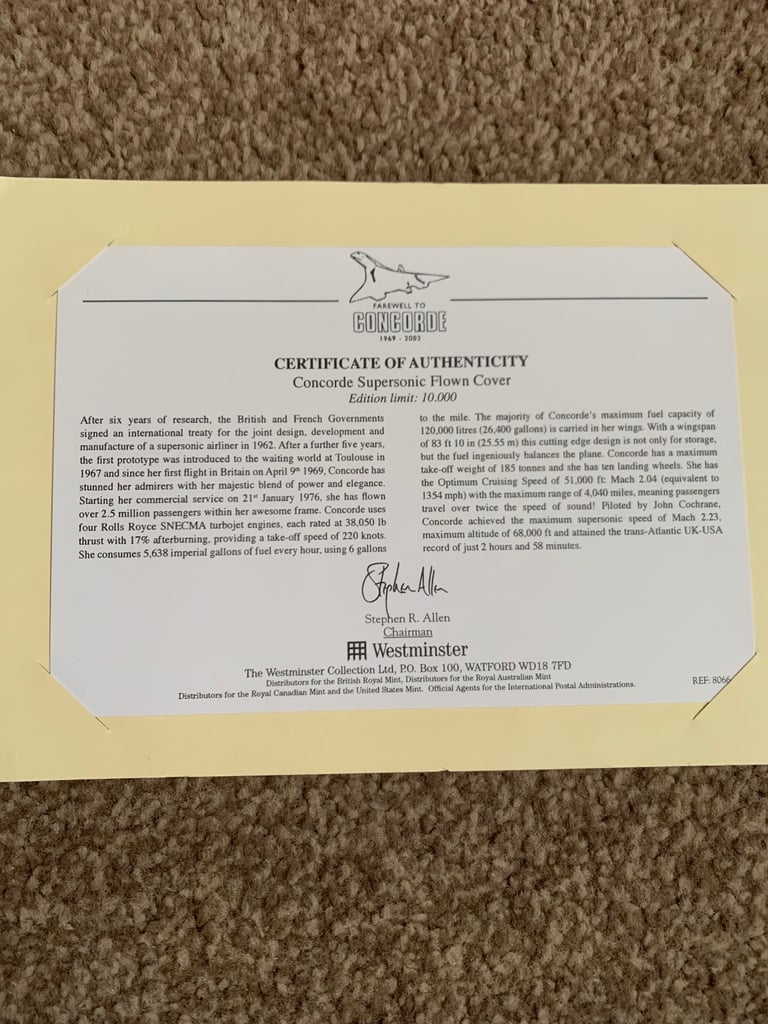 FAREWELL TO
CONCORDE
1969 - 2003
CERTIFICATE OF AUTHENTICITY
Concorde Supersonic Flown Cover
Edition limit: 10.000
After six years of research, the British and French Governments
signed an international treaty for the joint design, development and
manufacture of a supersonic airliner in 1962. After a further five years,
the first prototype was introduced to the waiting world at Toulouse in
1967 and since her first flight in Britain on April 9th 1969, Concorde has
stunned her admirers with her majestic blend of power and elegance.
Starting her commercial service on 21st January 1976, she has flown
over 2.5 million passengers within her awesome frame. Concorde uses
four Rolls Royce SNECMA turbojet engines, each rated at 38,050 lb
thrust with 17% afterburning, providing a take-off speed of 220 knots.
She consumes 5,638 imperial gallons of fuel every hour, using 6 gallons
to the mile. The majority of Concorde's maximum fuel capacity of
120,000 litres (26,400 gallons) is carried in her wings. With a wingspan
of 83 ft 10 in (25.55 m) this cutting edge design is not only for storage,
but the fuel ingeniously balances the plane. Concorde has a maximum
take-off weight of 185 tonnes and she has ten landing wheels. She has
the Optimum Cruising Speed of 51,000 ft: Mach 2.04 (equivalent to
1354 mph) with the maximum range of 4,040 miles, meaning passengers
travel over twice the speed of sound! Piloted by John Cochrane,
Concorde achieved the maximum supersonic speed of Mach 2.23,
maximum altitude of 68,000 ft and attained the trans-Atlantic UK-USA
record of just 2 hours and 58 minutes.
Stephen Allen
Stephen R. Allen
Chairman
Westminster
The Westminster Collection Ltd, P.O. Box 100, WATFORD WD18 7FD
Distributors for the British Royal Mint, Distributors for the Royal Australian Mint
Distributors for the Royal Canadian Mint and the United States Mint. Official Agents for the International Postal Administrations.
REF: 8066